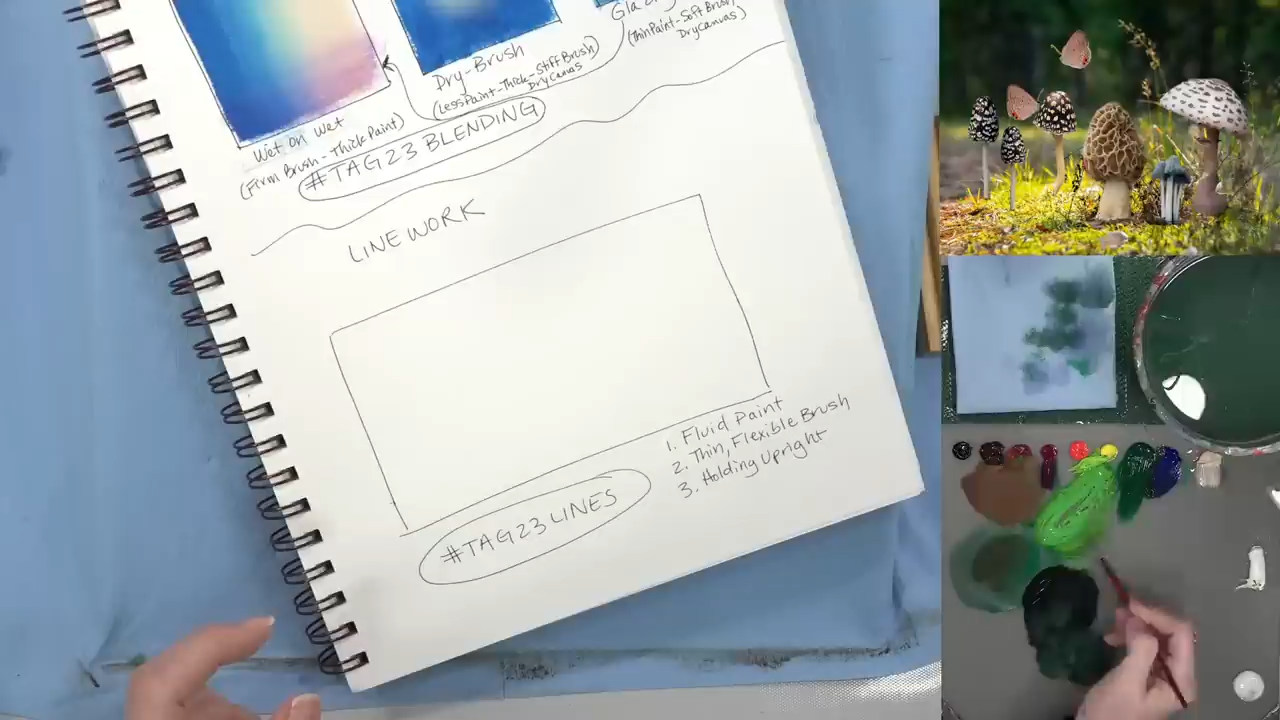 Wet on Wet
(Firm Brush-Thick Paint)
Dry-Brush
(Less Paint-Thick-Stiff Brush)
Dry Canvas
(Thin Paint-Soft Brush
Dry Canvas)
#TAG23 BLENDING
LINE WORK
1. Fluid Paint
2. Thin, Flexible Brush
3. Holding Upright
#TAG23 LINES